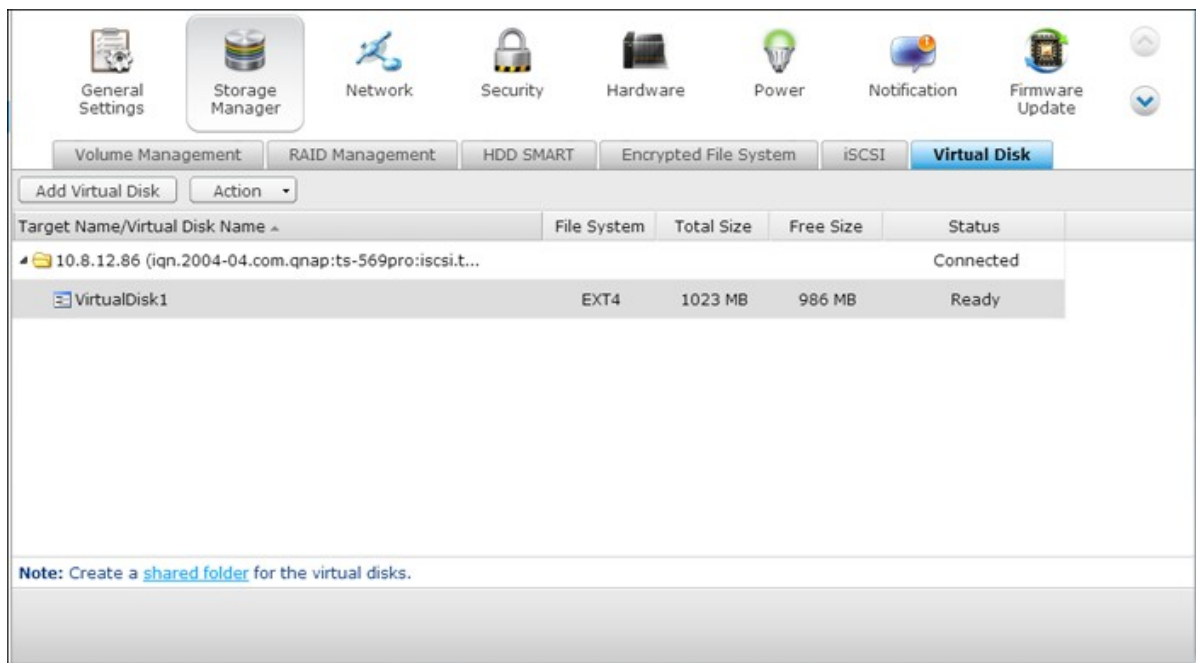 General Settings Storage Manager Network Security Hardware Power Notification Firmware Update
Volume Management RAID Management HDD SMART Encrypted File System iSCSI Virtual Disk
Add Virtual Disk Action
Target Name/Virtual Disk Name File System Total Size Free Size Status
10.8.12.86 (iqn.2004-04.com.qnap:ts-569pro:iscsi.t... Connected
VirtualDisk1 EXT4 1023 MB 986 MB Ready
Note: Create a shared folder for the virtual disks.